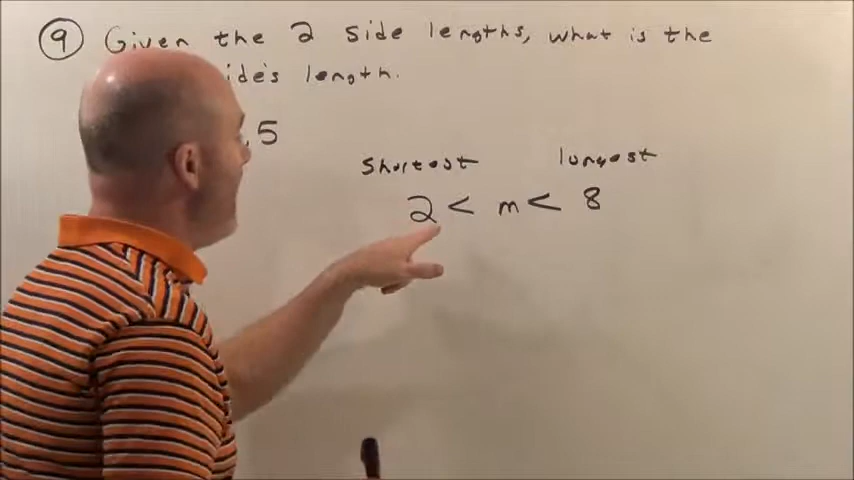 9 Given the 2 side lengths, what is the
ide's length.
,5
shortest longest
2 < m < 8